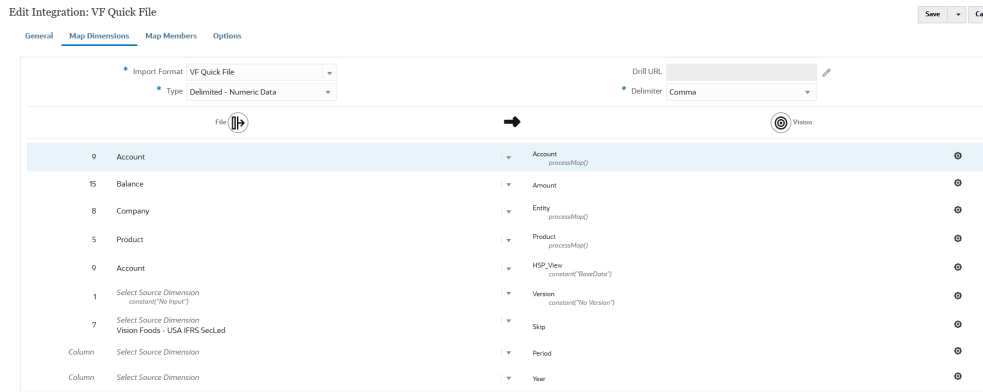 Edit Integration: VF Quick File
Save
General Map Dimensions Map Members Options
* Import Format VF Quick File Drill URL
* Type Delimited - Numeric Data * Delimiter Comma
File Vision
9 Account Account
processMap()
15 Balance Amount
8 Company Entity
processMap()
5 Product Product
processMap()
9 Account HSP_View
constant("BaseData")
1 Select Source Dimension Version
constant("No Input") constant("No Version")
7 Select Source Dimension
Vision Foods - USA IFRS SecLed Skip
Column Select Source Dimension Period
Column Select Source Dimension Year